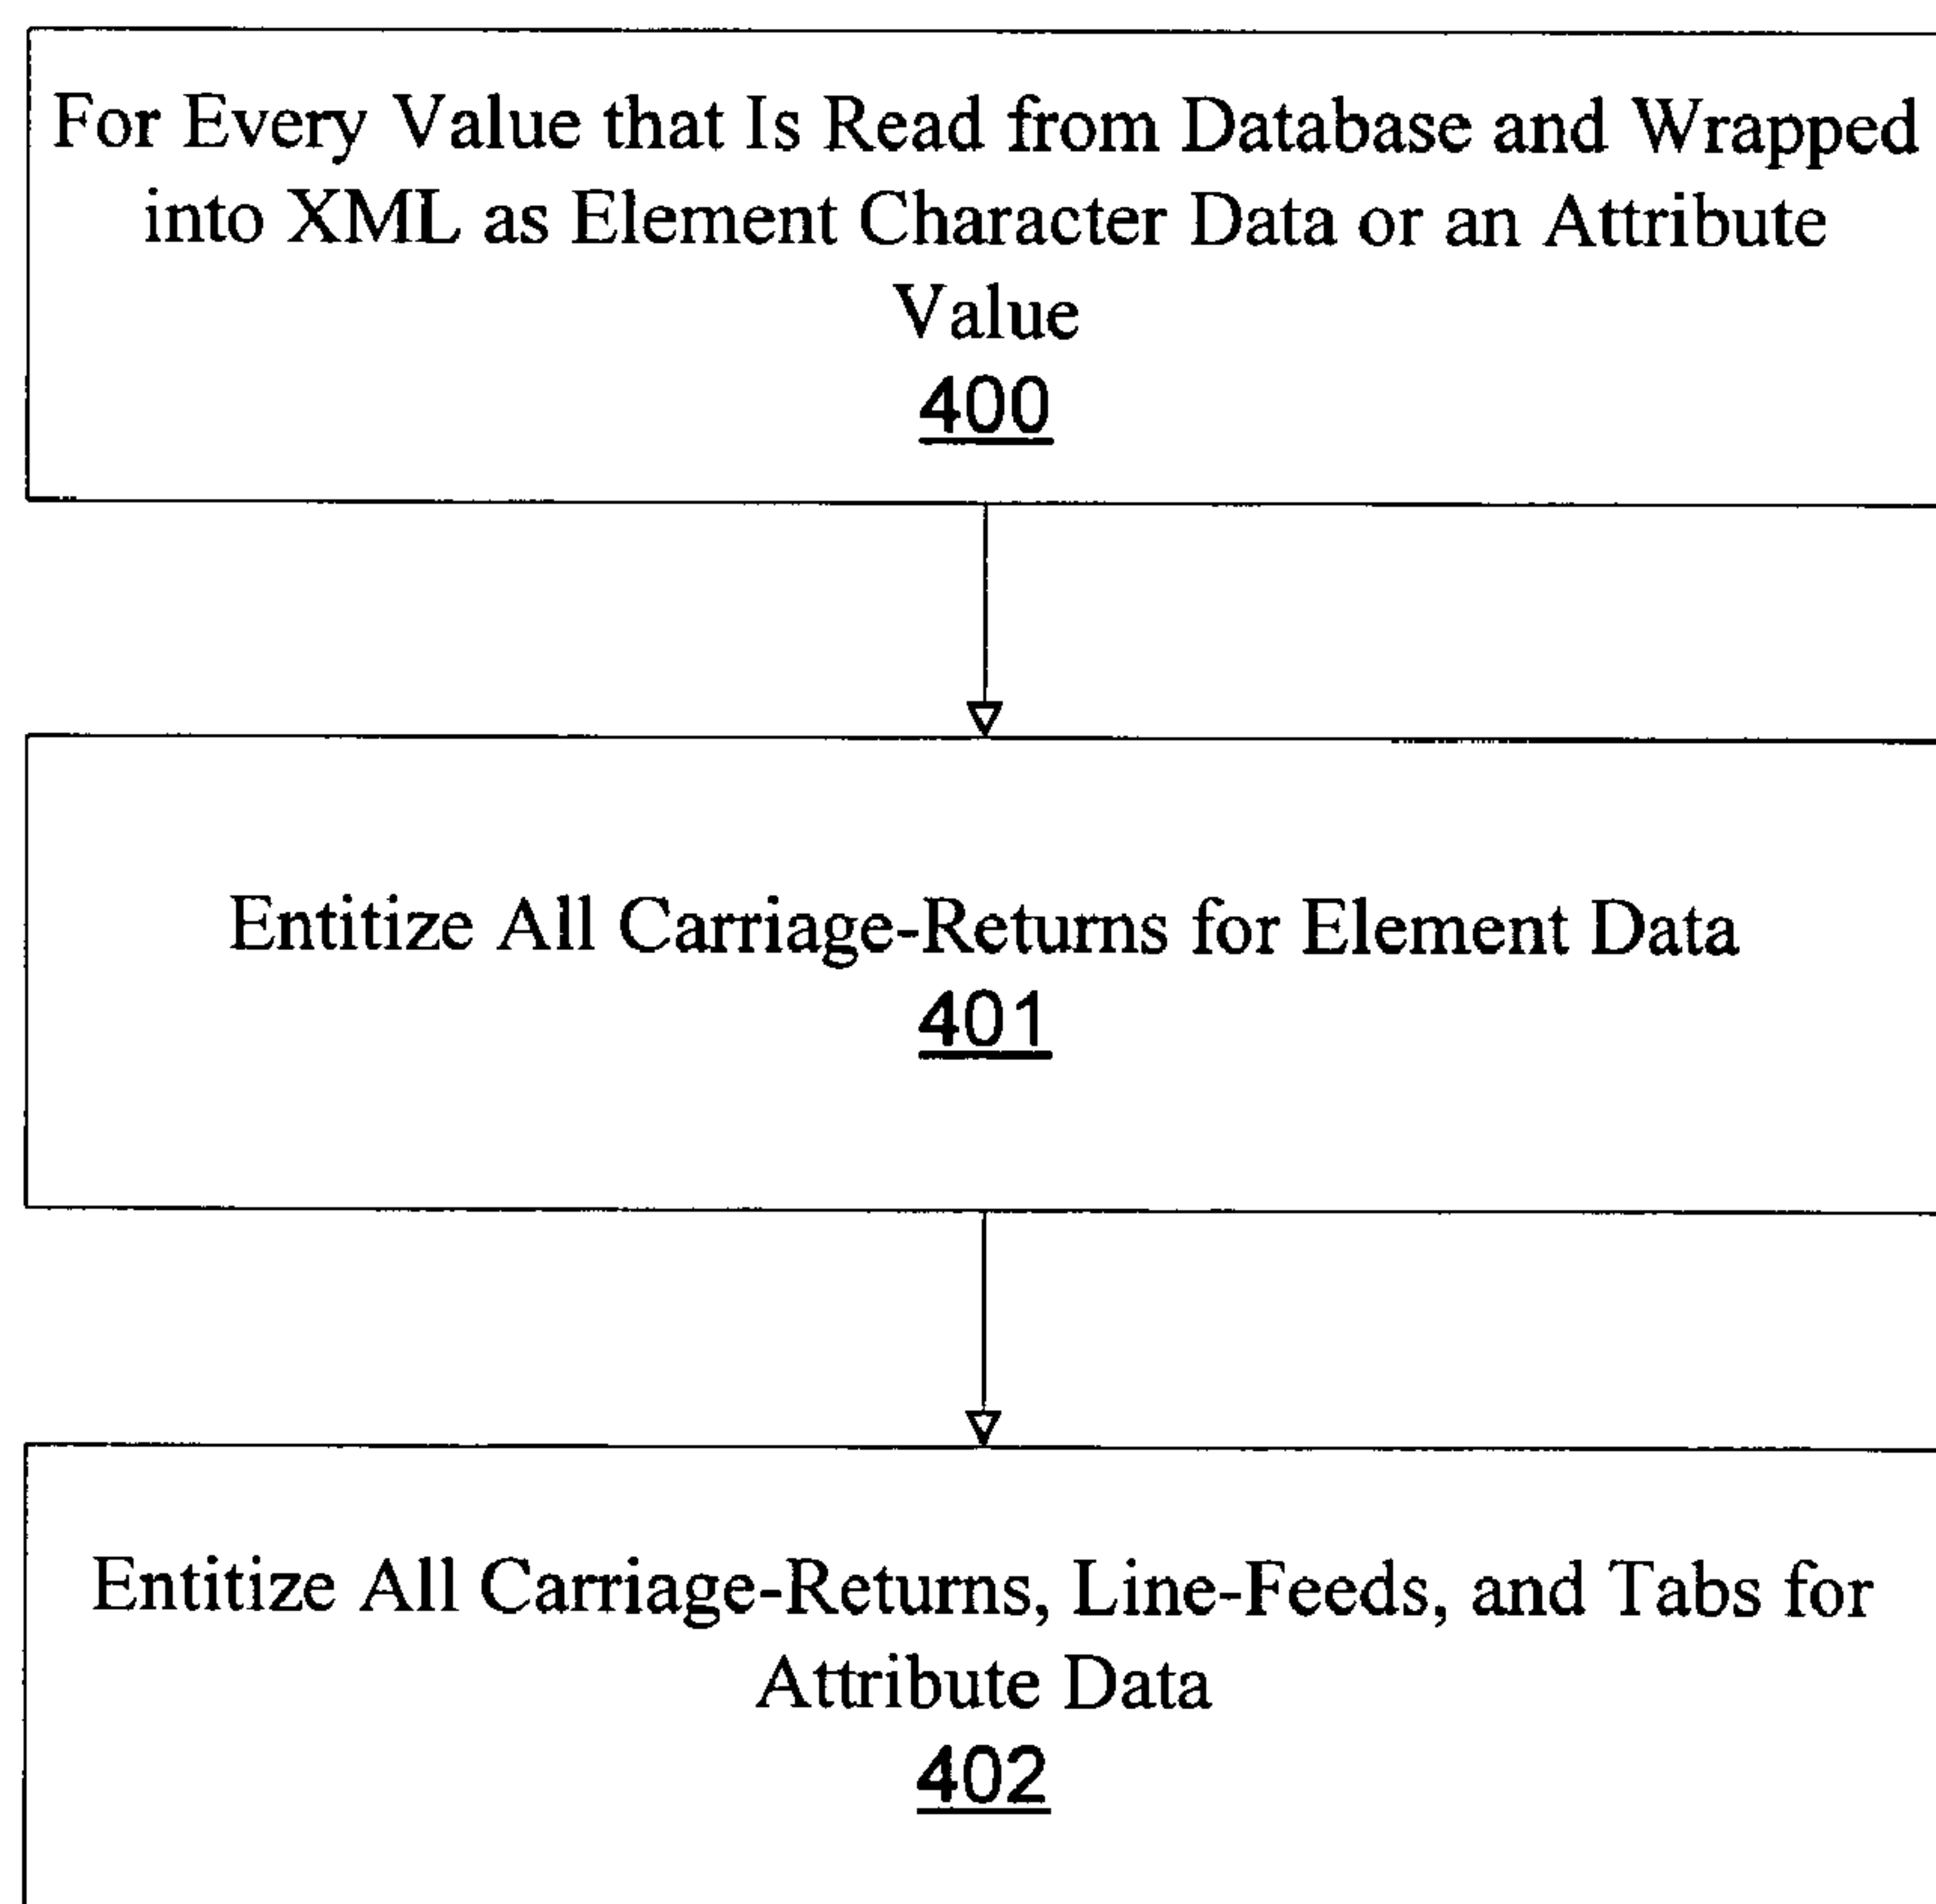 For Every Value that Is Read from Database and Wrapped
into XML as Element Character Data or an Attribute
Value
400
Entitize All Carriage-Returns for Element Data
401
Entitize All Carriage-Returns, Line-Feeds, and Tabs for
Attribute Data
402